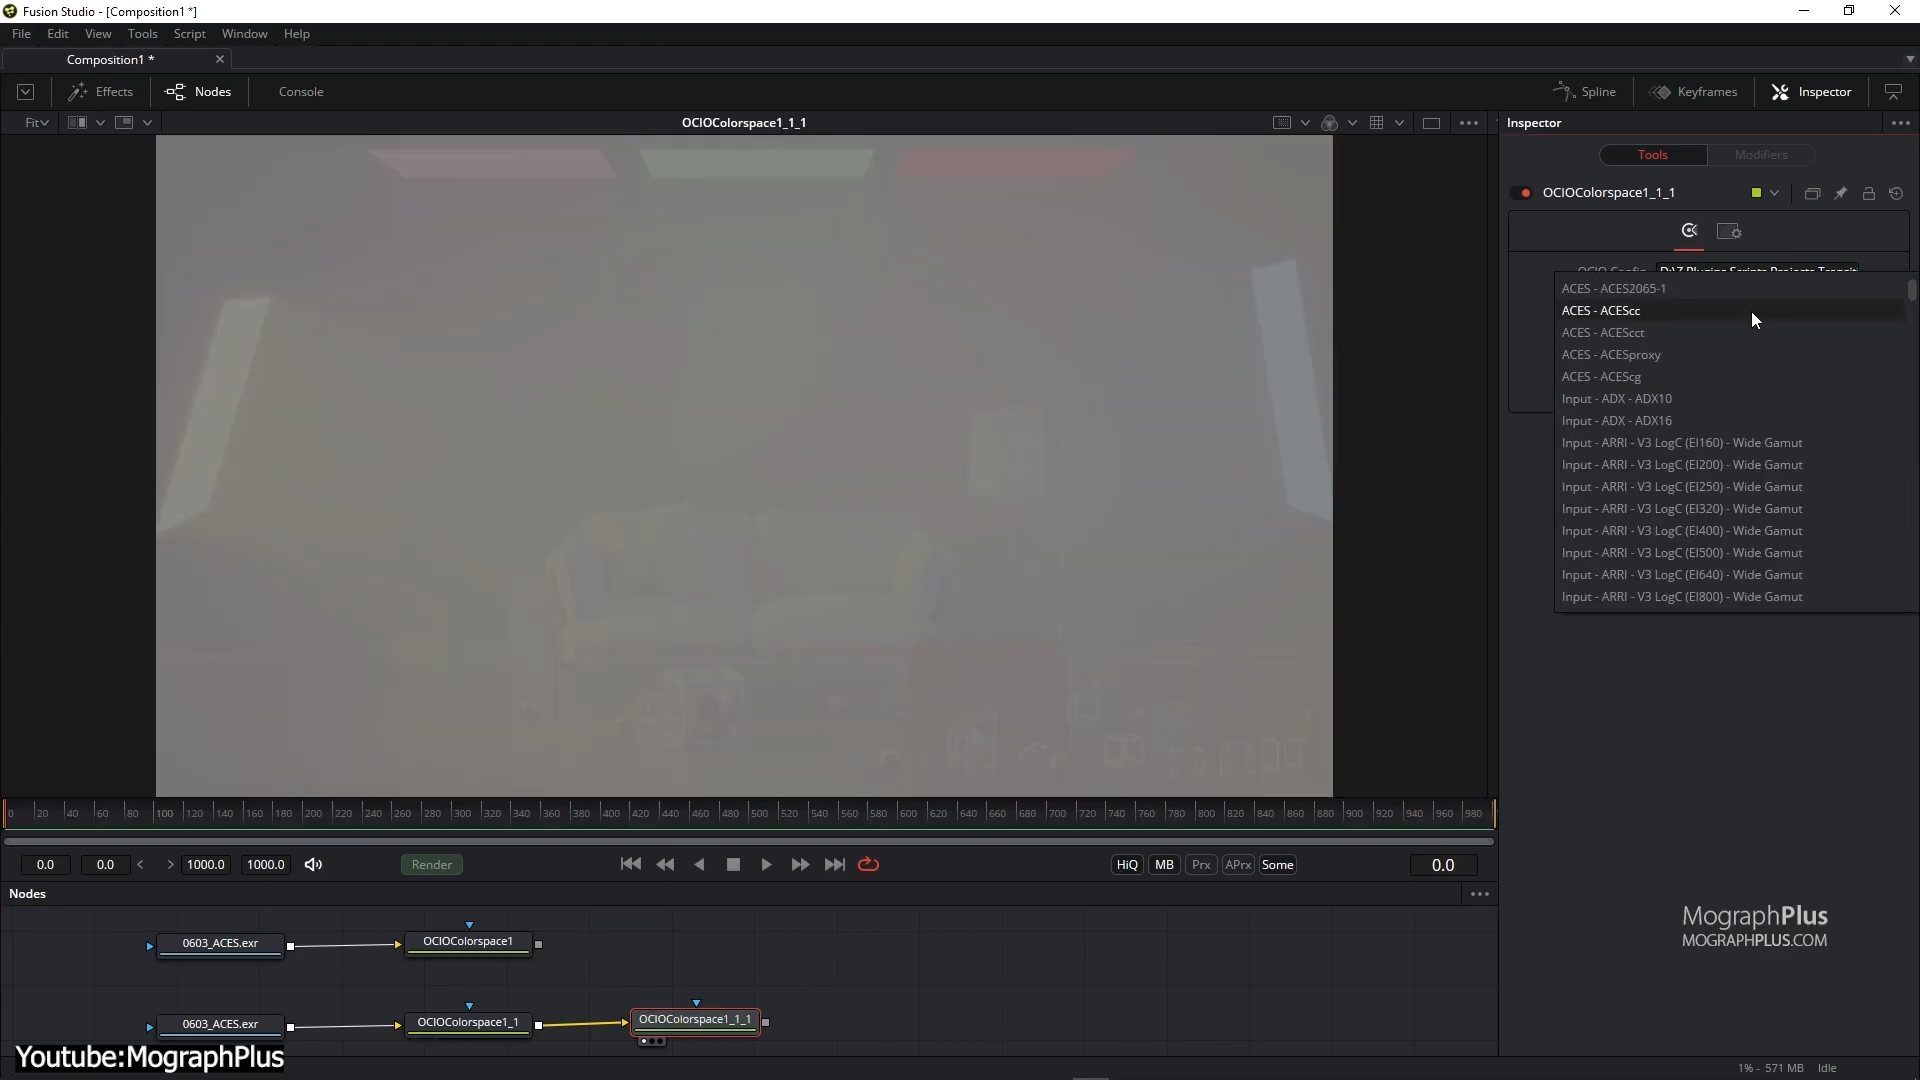 Fusion Studio - [Composition1 *]
File Edit View Tools Script Window Help
Composition1 *
Effects Nodes Console Spline Keyframes Inspector
Fit OCIOColorspace1_1_1 Inspector
Tools Modifiers
OCIOColorspace1_1_1
OCIO Config D:\Z Plugins Scripts Projects Transit
ACES - ACES2065-1
ACES - ACEScc
ACES - ACEScct
ACES - ACESproxy
ACES - ACEScg
Input - ADX - ADX10
Input - ADX - ADX16
Input - ARRI - V3 LogC (EI160) - Wide Gamut
Input - ARRI - V3 LogC (EI200) - Wide Gamut
Input - ARRI - V3 LogC (EI250) - Wide Gamut
Input - ARRI - V3 LogC (EI320) - Wide Gamut
Input - ARRI - V3 LogC (EI400) - Wide Gamut
Input - ARRI - V3 LogC (EI500) - Wide Gamut
Input - ARRI - V3 LogC (EI640) - Wide Gamut
Input - ARRI - V3 LogC (EI800) - Wide Gamut
0 20 40 60 80 100 120 140 160 180 200 220 240 260 280 300 320 340 360 380 400 420 440 460 480 500 520 540 560 580 600 620 640 660 680 700 720 740 760 780 800 820 840 860 880 900 920 940 960 980
0.0 0.0 < > 1000.0 1000.0 Render HiQ MB Prx APrx Some 0.0
Nodes
0603_ACES.exr OCIOColorspace1
0603_ACES.exr OCIOColorspace1_1 OCIOColorspace1_1_1
MographPlus
MOGRAPHPLUS.COM
Youtube:MographPlus
1% - 571 MB Idle